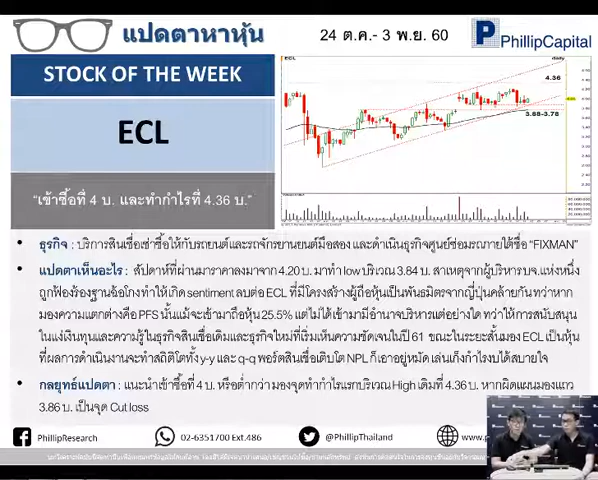 แปดตาหาหุ้น
24 ต.ค.- 3 พ.ย. 60
PhillipCapital
STOCK OF THE WEEK
ECL
"เข้าซื้อที่ 4 บ. และทำกำไรที่ 4.36 บ."
ECL
daily
4.36
3.88-3.78
• ธุรกิจ : บริการสินเชื่อเช่าซื้อให้กับรถยนต์และรถจักรยานยนต์มือสอง และดำเนินธุรกิจศูนย์ซ่อมรถภายใต้ชื่อ "FIXMAN"
• แปดตาเห็นอะไร : สัปดาห์ที่ผ่านมาราคาลงมาจาก 4.20 บ. มาทำ low บริเวณ 3.84 บ. สาเหตุจากผู้บริหาร บจ.แห่งหนึ่ง
ถูกฟ้องร้องฐานฉ้อโกงทำให้เกิด sentiment ลบต่อ ECL ที่มีโครงสร้างผู้ถือหุ้นเป็นพันธมิตรจากญี่ปุ่นคล้ายกัน ทว่าหาก
มองความแตกต่างคือ PFS นั้นแม้จะเข้ามาถือหุ้น 25.5% แต่ไม่ได้เข้ามามีอำนาจบริหารแต่อย่างใด ทว่าให้การสนับสนุน
ในแง่เงินทุนและความรู้ในธุรกิจสินเชื่อเดิมและธุรกิจใหม่ที่เริ่มเห็นความชัดเจนในปี 61 ขณะในระยะสั้นมอง ECL เป็นหุ้น
ที่ผลการดำเนินงานจะทำสถิติโตทั้ง y-y และ q-q พอร์ตสินเชื่อเติบโต NPL ก็เอาอยู่หมัด เล่นเก็งกำไรงบได้สบายใจ
• กลยุทธ์แปดตา : แนะนำเข้าซื้อที่ 4 บ. หรือต่ำกว่า มองจุดทำกำไรแรกบริเวณ High เดิมที่ 4.36 บ. หากผิดแผนมองแถว
3.86 บ. เป็นจุด Cut loss
PhillipResearch
02-6351700 Ext.486
@PhillipThailand
www.